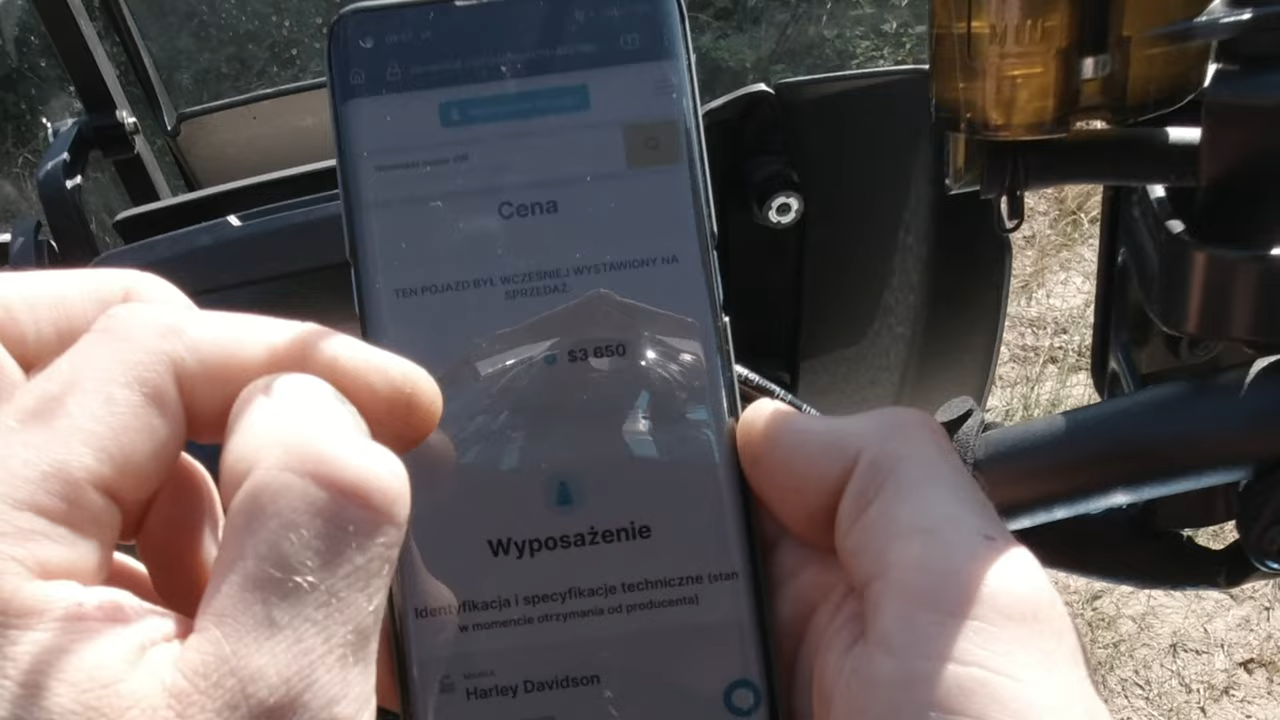 Cena
TEN POJAZD BYŁ WCZEŚNIEJ WYSTAWIONY NA
SPRZEDAŻ:
$3 650
Wyposażenie
Identyfikacja i specyfikacje techniczne (stan
w momencie otrzymania od producenta)
MARKA
Harley Davidson